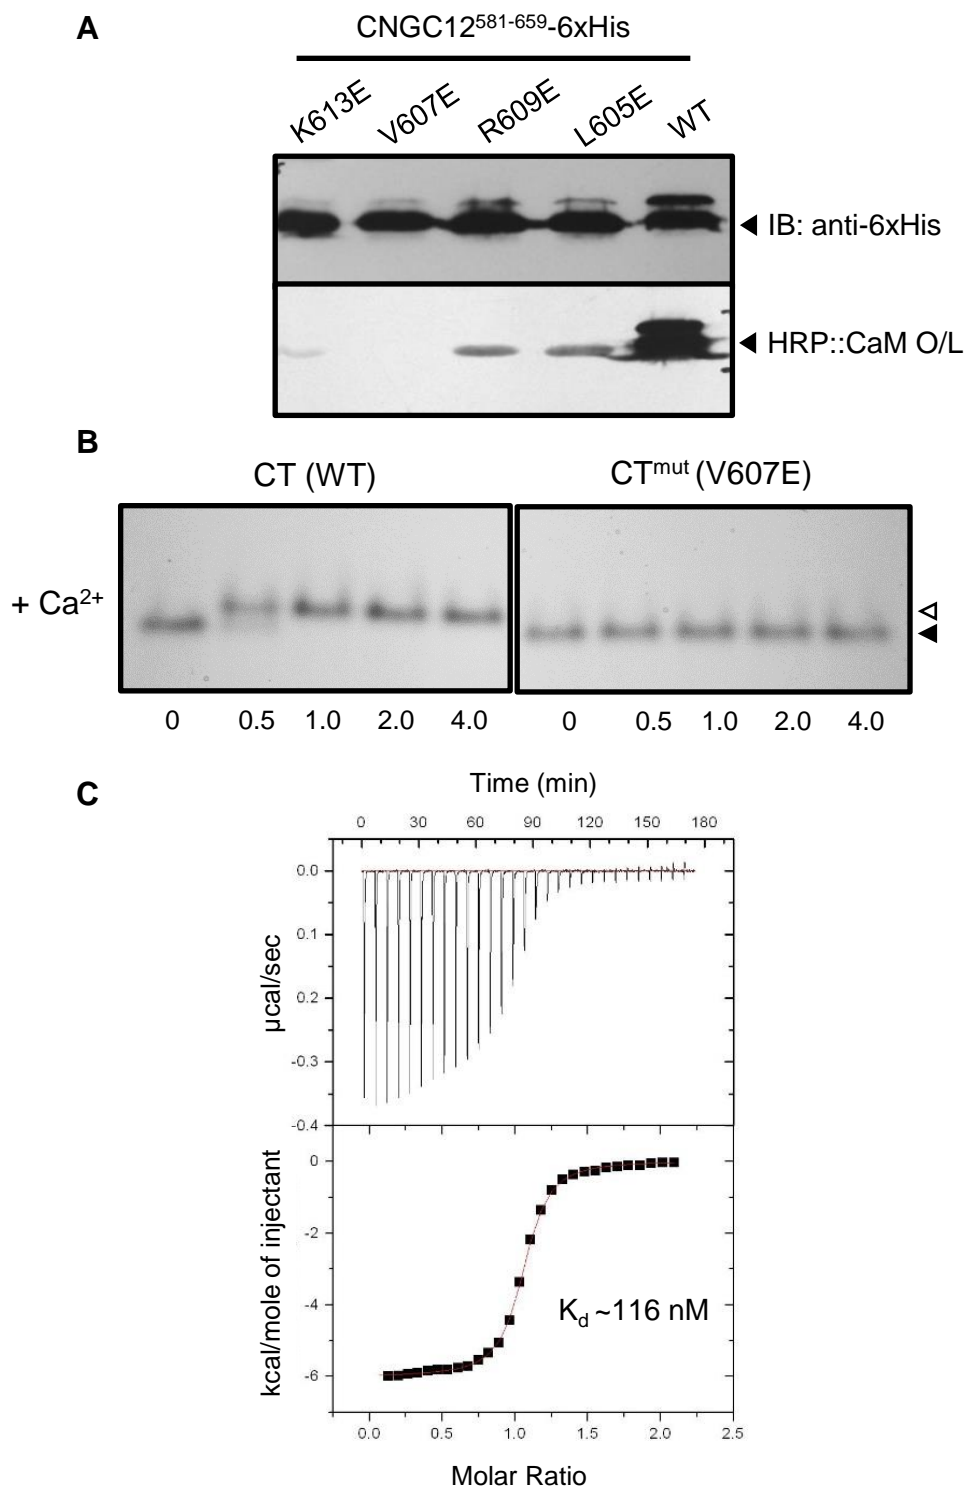 A
CNGC12⁵⁸¹⁻⁶⁵⁹-6xHis
K613E V607E R609E L605E WT
IB: anti-6xHis
HRP::CaM O/L
B
CT (WT) CTᵐᵘᵗ (V607E)
+ Ca²⁺
0 0.5 1.0 2.0 4.0 0 0.5 1.0 2.0 4.0
C
Time (min)
0 30 60 90 120 150 180
0.0
0.1
0.2
-0.3
-0.4
µcal/sec
0
-2
-4
-6
kcal/mole of injectant
K_d ~116 nM
0.0 0.5 1.0 1.5 2.0 2.5
Molar Ratio